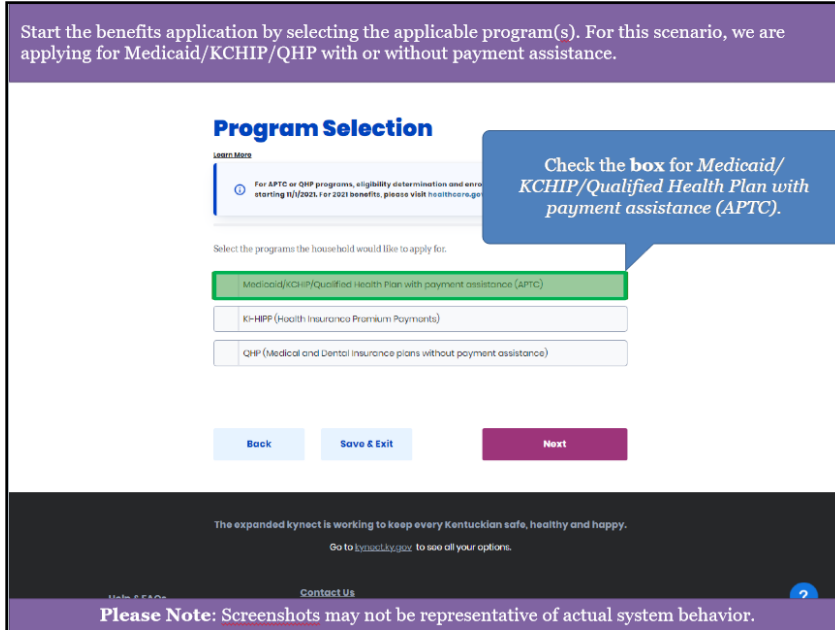 Start the benefits application by selecting the applicable program(s). For this scenario, we are
applying for Medicaid/KCHIP/QHP with or without payment assistance.
Program Selection
Learn More
For APTC or QHP programs, eligibility determination and enro
starting 11/1/2021. For 2021 benefits, please visit healthcare.gov
Check the box for Medicaid/
KCHIP/Qualified Health Plan with
payment assistance (APTC).
Select the programs the household would like to apply for.
Medicaid/KCHIP/Qualified Health Plan with payment assistance (APTC)
KI-HIPP (Health Insurance Premium Payments)
QHP (Medical and Dental Insurance plans without payment assistance)
Back
Save & Exit
Next
The expanded kynect is working to keep every Kentuckian safe, healthy and happy.
Go to kynect.ky.gov to see all your options.
Help & FAQs
Contact Us
?
Please Note: Screenshots may not be representative of actual system behavior.